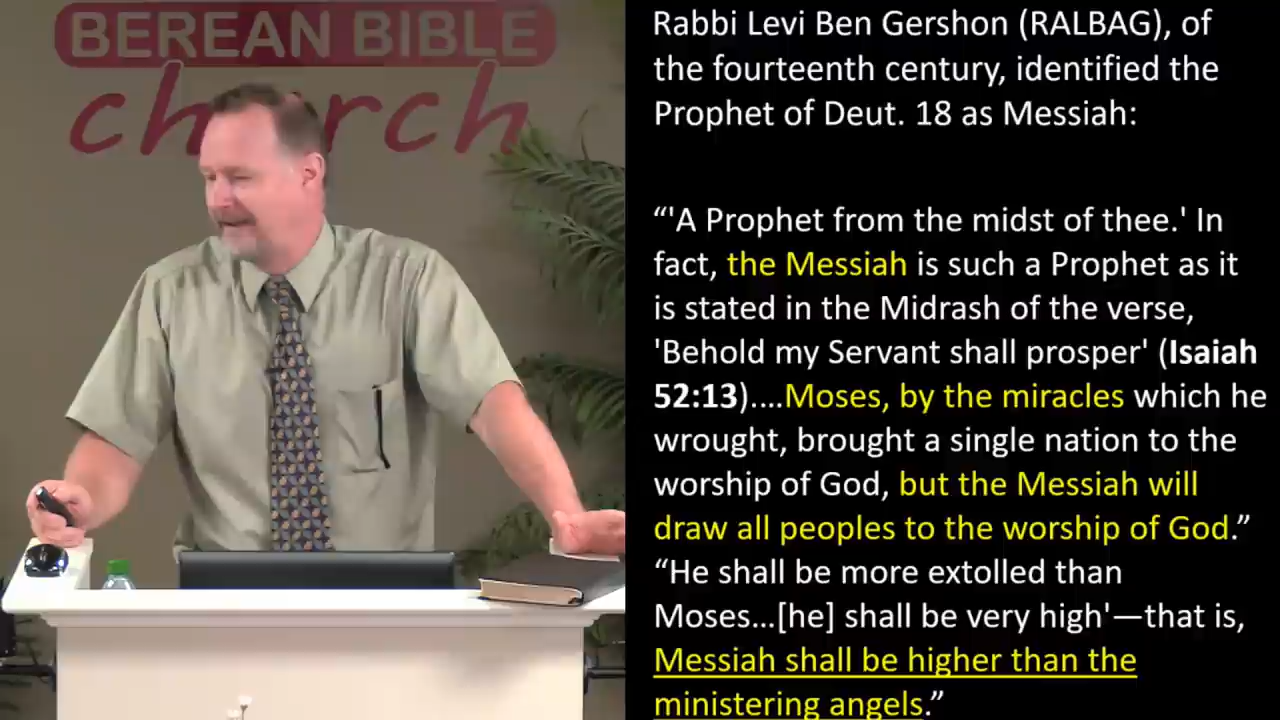 BEREAN BIBLE
church
Rabbi Levi Ben Gershon (RALBAG), of
the fourteenth century, identified the
Prophet of Deut. 18 as Messiah:
“'A Prophet from the midst of thee.' In
fact, the Messiah is such a Prophet as it
is stated in the Midrash of the verse,
'Behold my Servant shall prosper' (Isaiah
52:13)....Moses, by the miracles which he
wrought, brought a single nation to the
worship of God, but the Messiah will
draw all peoples to the worship of God.”
“He shall be more extolled than
Moses...[he] shall be very high'—that is,
Messiah shall be higher than the
ministering angels.”